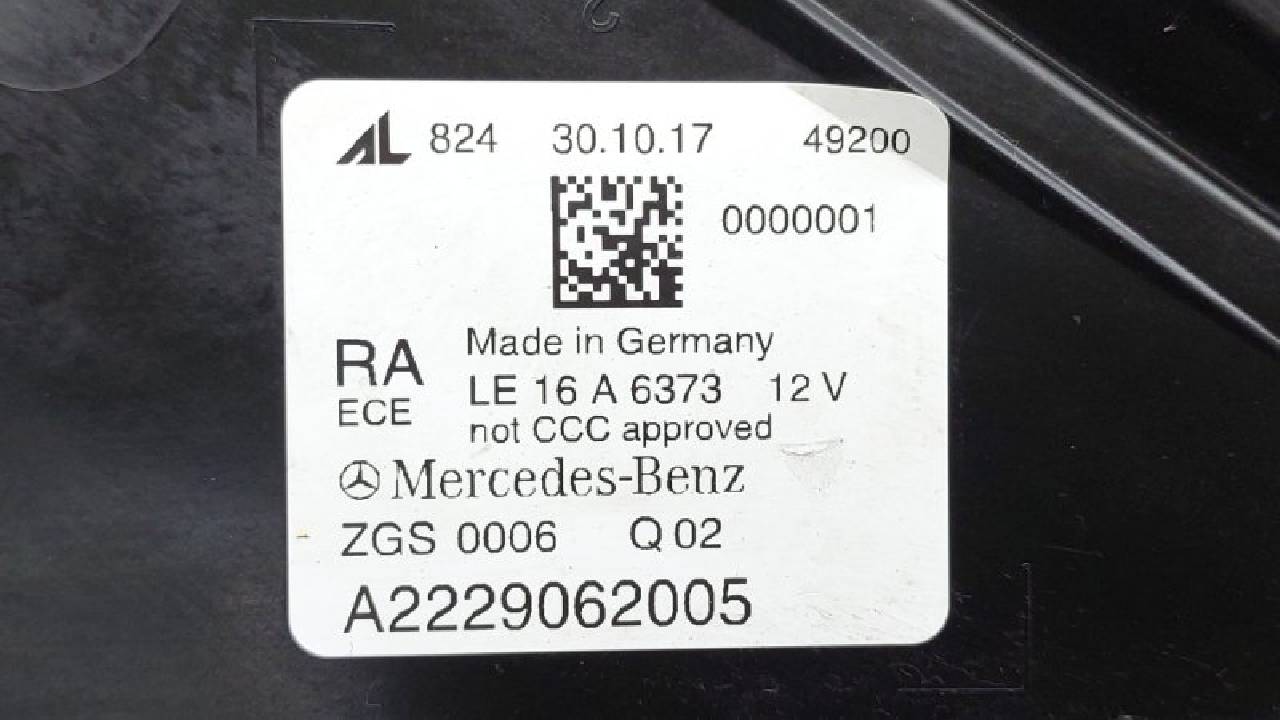 AL 824 30.10.17 49200
0000001
RA Made in Germany
LE 16 A 6373 12 V
ECE not CCC approved
Mercedes-Benz
ZGS 0006 Q 02
A2229062005